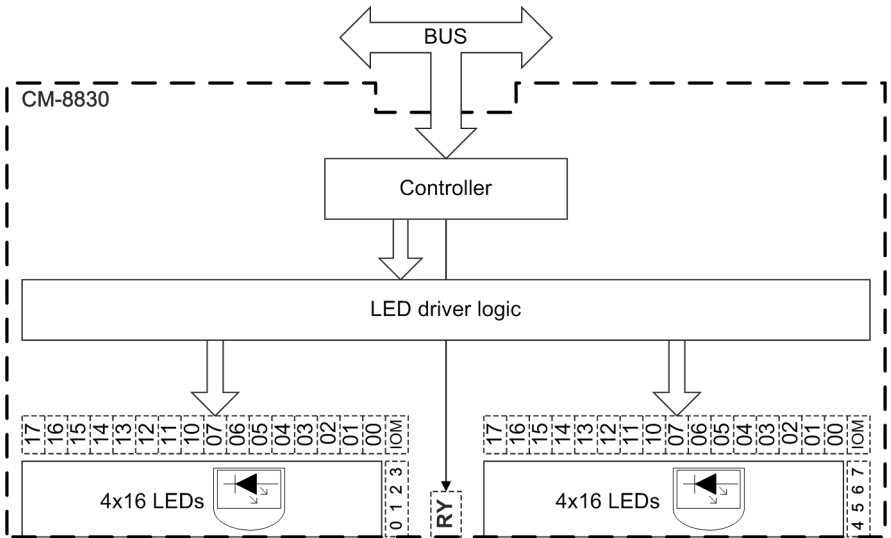 BUS
CM-8830
Controller
LED driver logic
17 16 15 14 13 12 11 10 07 06 05 04 03 02 01 00 IOM
17 16 15 14 13 12 11 10 07 06 05 04 03 02 01 00 IOM
4x16 LEDs
0 1 2 3
RY
4x16 LEDs
4 5 6 7